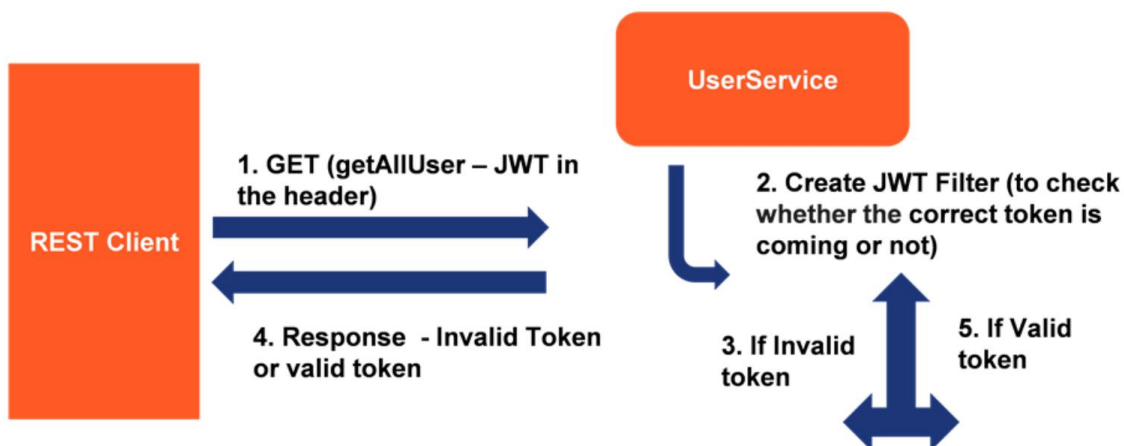 UserService
1. GET (getAllUser – JWT in
the header)
REST Client
2. Create JWT Filter (to check
whether the correct token is
coming or not)
4. Response - Invalid Token
or valid token
3. If Invalid
token
5. If Valid
token